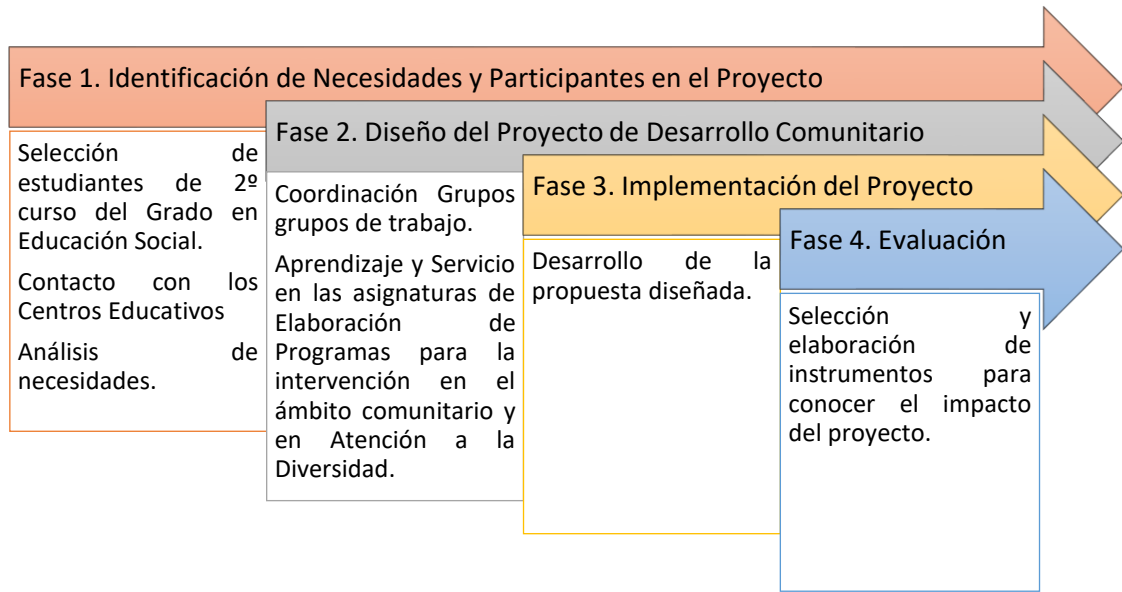 Fase 1. Identificación de Necesidades y Participantes en el Proyecto
Selección de
estudiantes de 2º
curso del Grado en
Educación Social.
Contacto con los
Centros Educativos
Análisis de
necesidades.
Fase 2. Diseño del Proyecto de Desarrollo Comunitario
Coordinación Grupos
grupos de trabajo.
Aprendizaje y Servicio
en las asignaturas de
Elaboración de
Programas para la
intervención en el
ámbito comunitario y
en Atención a la
Diversidad.
Fase 3. Implementación del Proyecto
Desarrollo de la
propuesta diseñada.
Fase 4. Evaluación
Selección y
elaboración de
instrumentos para
conocer el impacto
del proyecto.